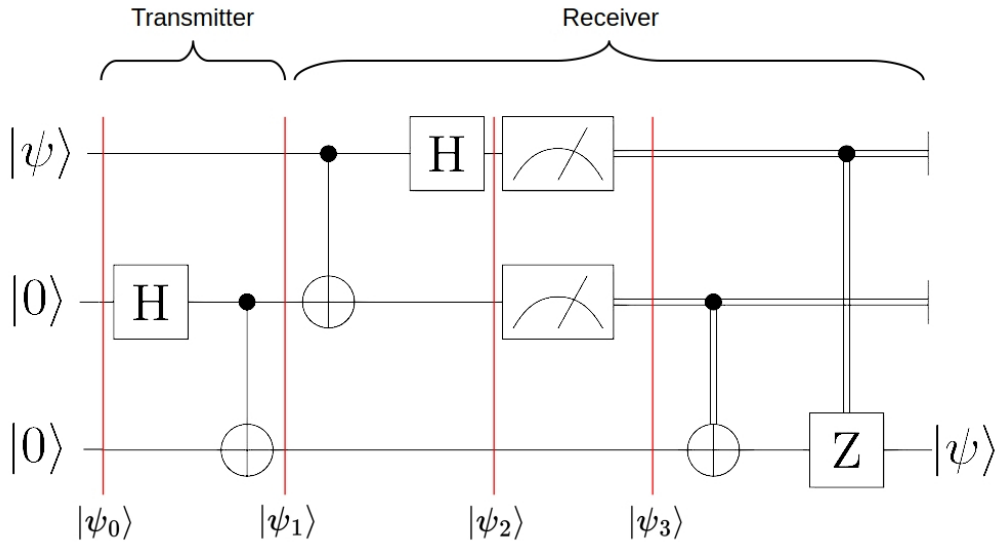 Transmitter Receiver
|ψ⟩ H
|0⟩ H
|0⟩ Z |ψ⟩
|ψ₀⟩ |ψ₁⟩ |ψ₂⟩ |ψ₃⟩